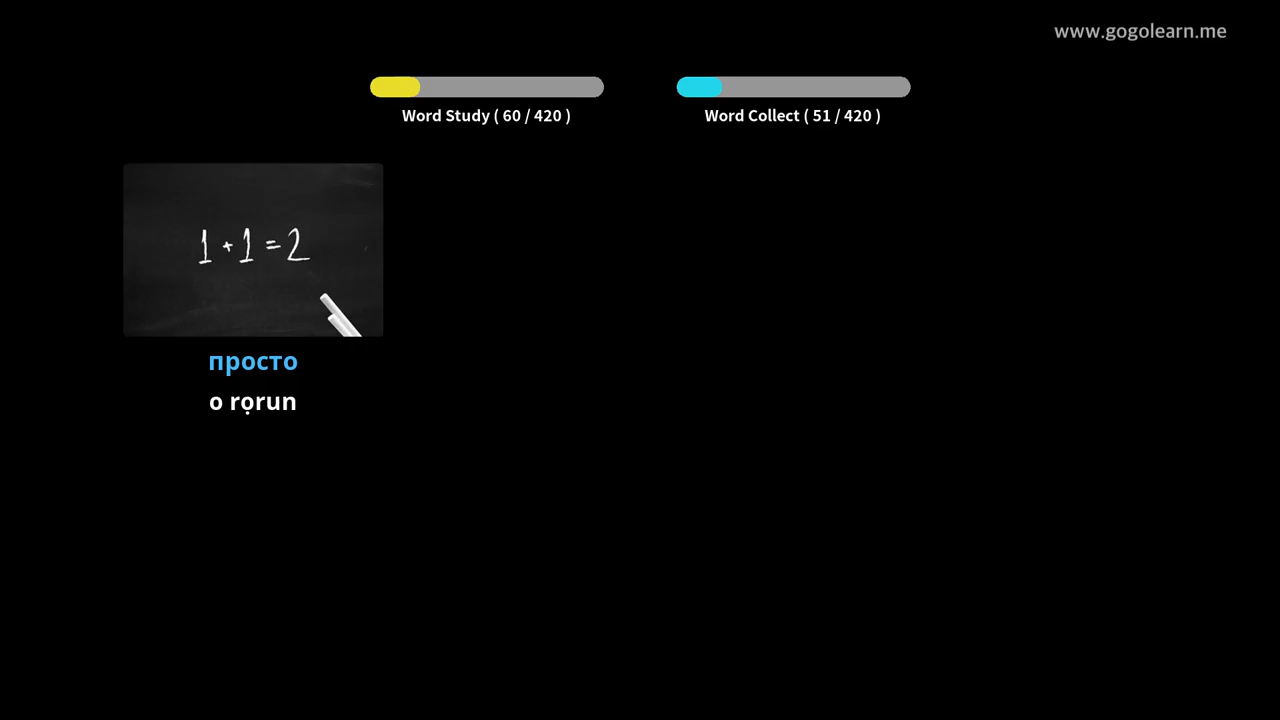 www.gogolearn.me
Word Study ( 60 / 420 )
Word Collect ( 51 / 420 )
1 + 1 = 2
просто
o rọrun